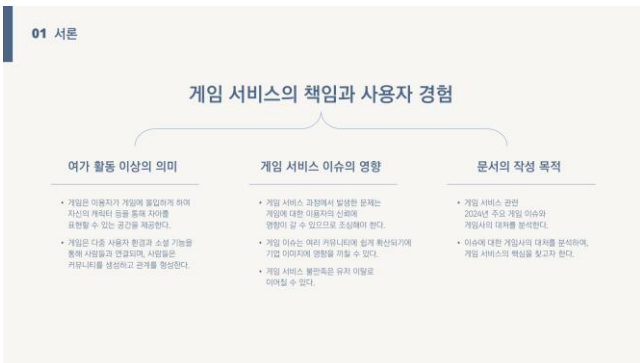 01 서론
게임 서비스의 책임과 사용자 경험
여가 활동 이상의 의미
• 게임은 이용자가 게임에 몰입하게 하여
자신의 캐릭터 등을 통해 자아를
표현할 수 있는 공간을 제공한다.
• 게임은 다중 사용자 환경과 소셜 기능을
통해 사람들과 연결되며, 사람들은
커뮤니티를 생성하고 관계를 형성한다.
게임 서비스 이슈의 영향
• 게임 서비스 과정에서 발생한 문제는
게임에 대한 이용자의 신뢰에
영향이 갈 수 있으므로 조심해야 한다.
• 게임 이슈는 여러 커뮤니티에 쉽게 확산되기에
기업 이미지에 영향을 끼칠 수 있다.
• 게임 서비스 불만족은 유저 이탈로
이어질 수 있다.
문서의 작성 목적
• 게임 서비스 관련
2024년 주요 게임 이슈와
게임사의 대처를 분석한다.
• 이슈에 대한 게임사의 대처를 분석하며,
게임 서비스의 핵심을 찾고자 한다.